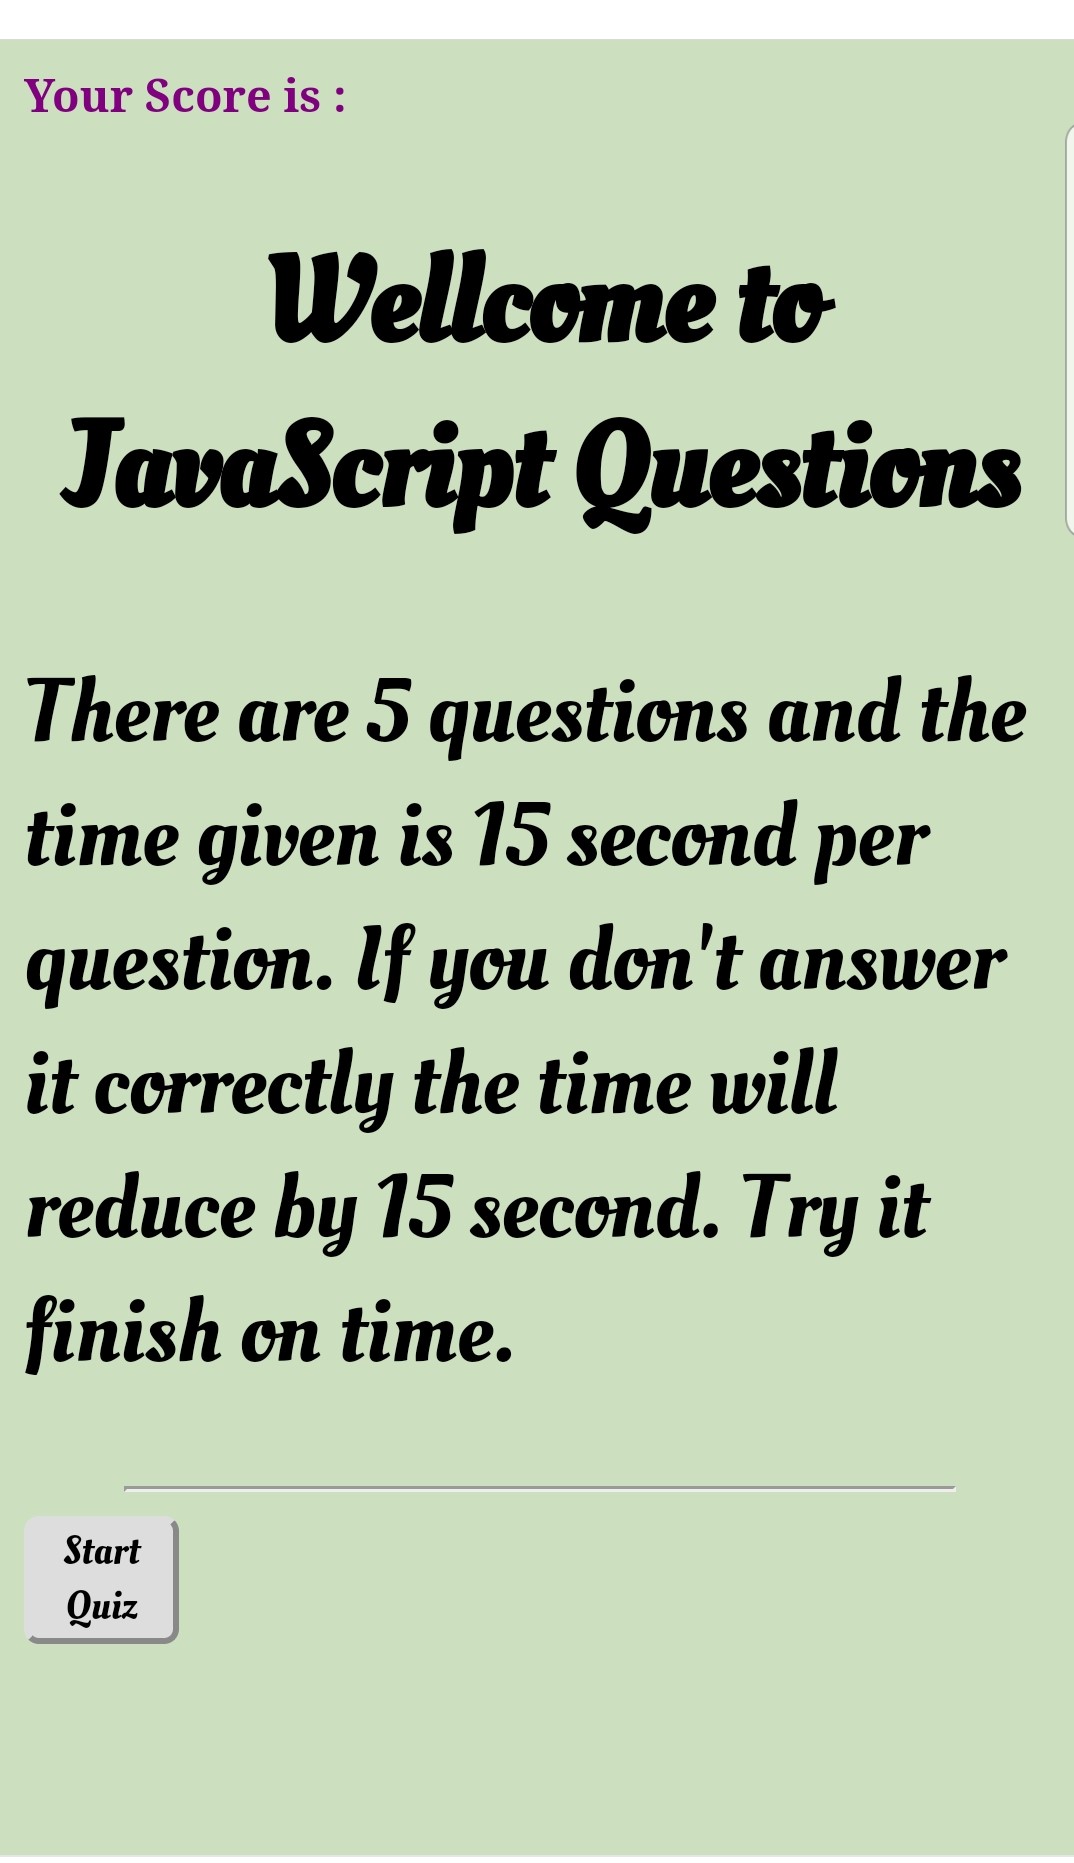 Your Score is :
Wellcome to
JavaScript Questions
There are 5 questions and the
time given is 15 second per
question. If you don't answer
it correctly the time will
reduce by 15 second. Try it
finish on time.
Start
Quiz